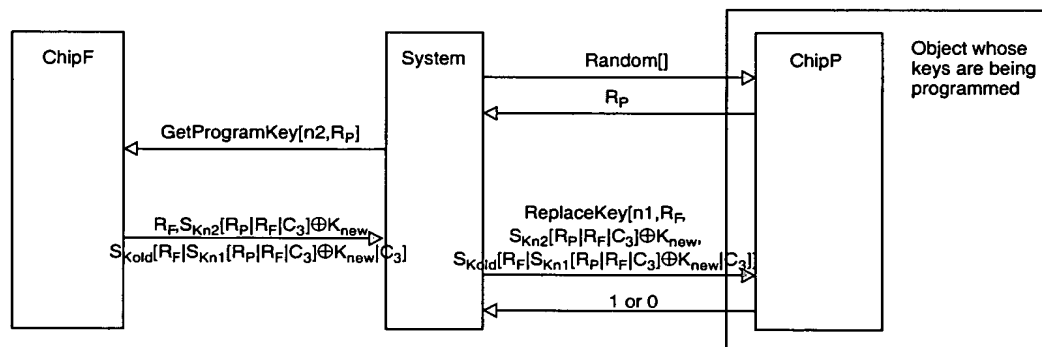 ChipF
System
ChipP
Object whose
keys are being
programmed
Random[]
R_P
GetProgramKey[n2,R_P]
R_F,S_Kn2[R_P|R_F|C_3]⊕K_new
S_Kold[R_F|S_Kn1[R_P|R_F|C_3]⊕K_new|C_3]
ReplaceKey[n1,R_F,
S_Kn2[R_P|R_F|C_3]⊕K_new,
S_Kold[R_F|S_Kn1[R_P|R_F|C_3]⊕K_new|C_3]]
1 or 0